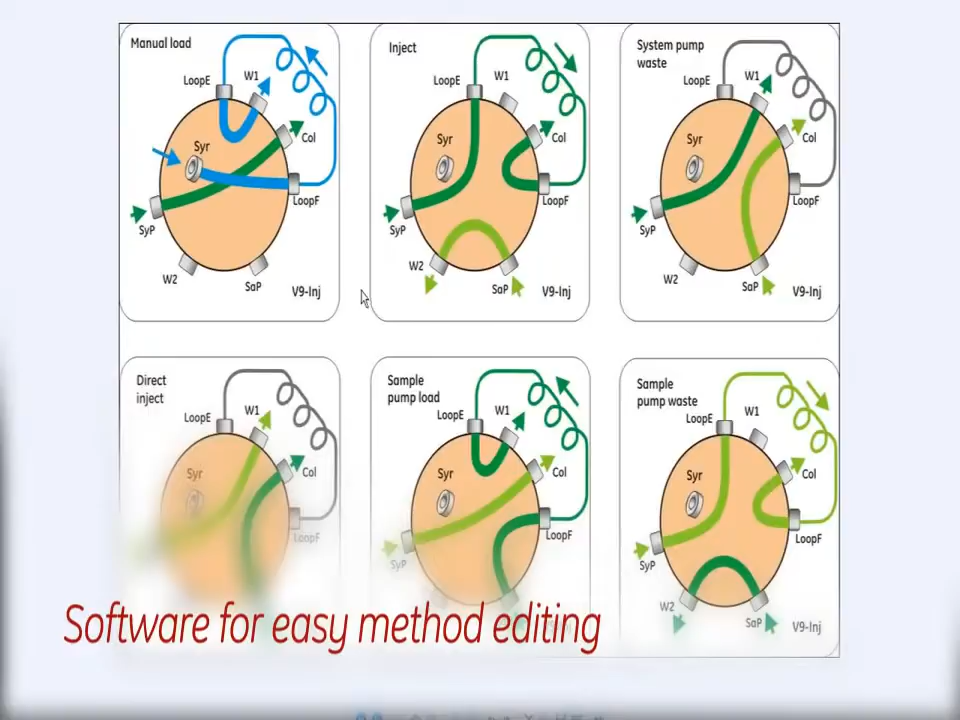 Manual load
LoopE
W1
Syr
Col
LoopF
SyP
W2
SaP
V9-Inj
Inject
LoopE
W1
Syr
Col
LoopF
SyP
W2
SaP
V9-Inj
System pump
waste
LoopE
W1
Syr
Col
LoopF
SyP
W2
SaP
V9-Inj
Direct
inject
LoopE
W1
Syr
Col
LoopF
Sample
pump load
LoopE
W1
Syr
Col
LoopF
SyP
Sample
pump waste
LoopE
W1
Syr
Col
LoopF
SyP
W2
SaP
V9-Inj
Software for easy method editing